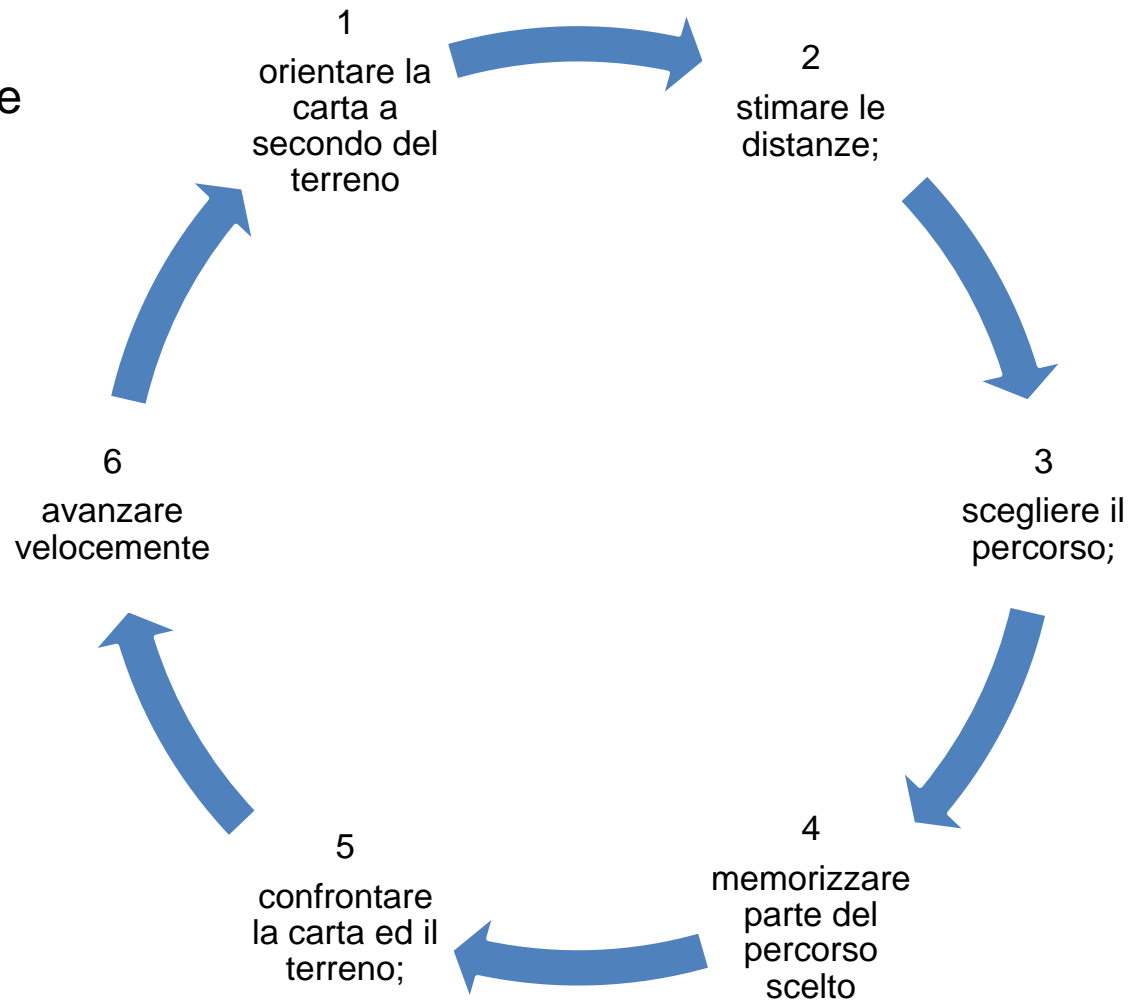 e
1
orientare la
carta a
secondo del
terreno
2
stimare le
distanze;
3
scegliere il
percorso;
4
memorizzare
parte del
percorso
scelto
5
confrontare
la carta ed il
terreno;
6
avanzare
velocemente